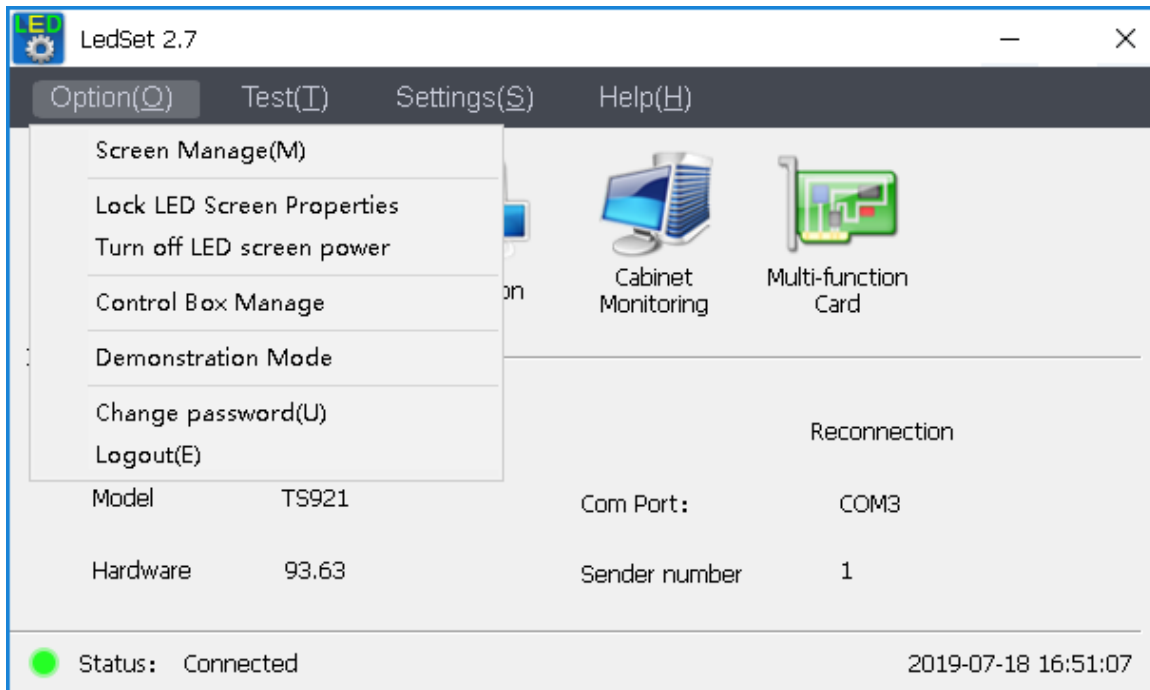 LED
LedSet 2.7
Option(O) Test(T) Settings(S) Help(H)
Screen Manage(M)
Lock LED Screen Properties
Turn off LED screen power
Control Box Manage
Demonstration Mode
Change password(U)
Logout(E)
Cabinet
Monitoring
Multi-function
Card
Reconnection
Model TS921 Com Port: COM3
Hardware 93.63 Sender number 1
Status: Connected 2019-07-18 16:51:07